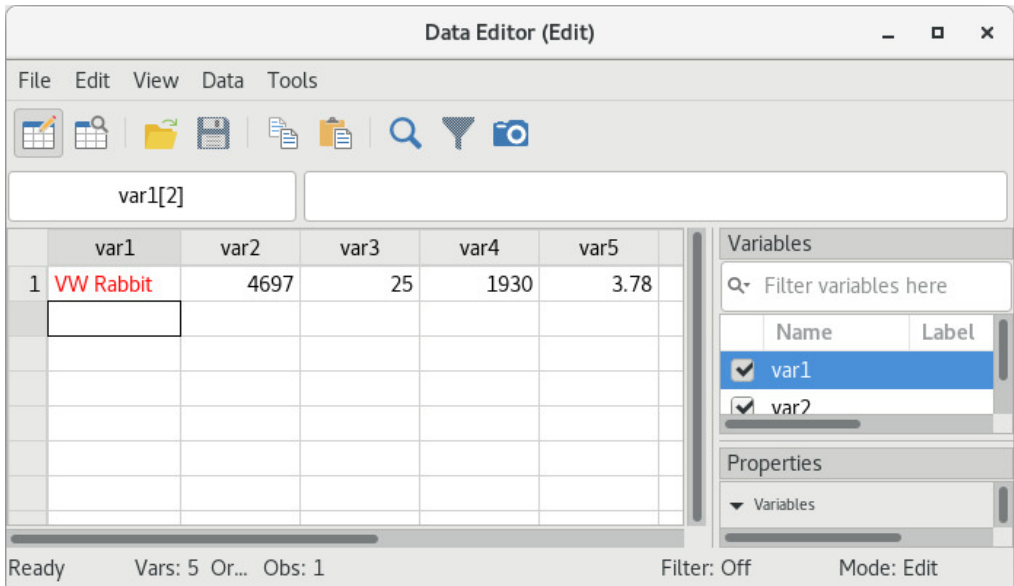 Data Editor (Edit)
File Edit View Data Tools
var1[2]
var1 var2 var3 var4 var5
1 VW Rabbit 4697 25 1930 3.78
Variables
Filter variables here
Name Label
var1
var2
Properties
Variables
Ready Vars: 5 Or... Obs: 1 Filter: Off Mode: Edit